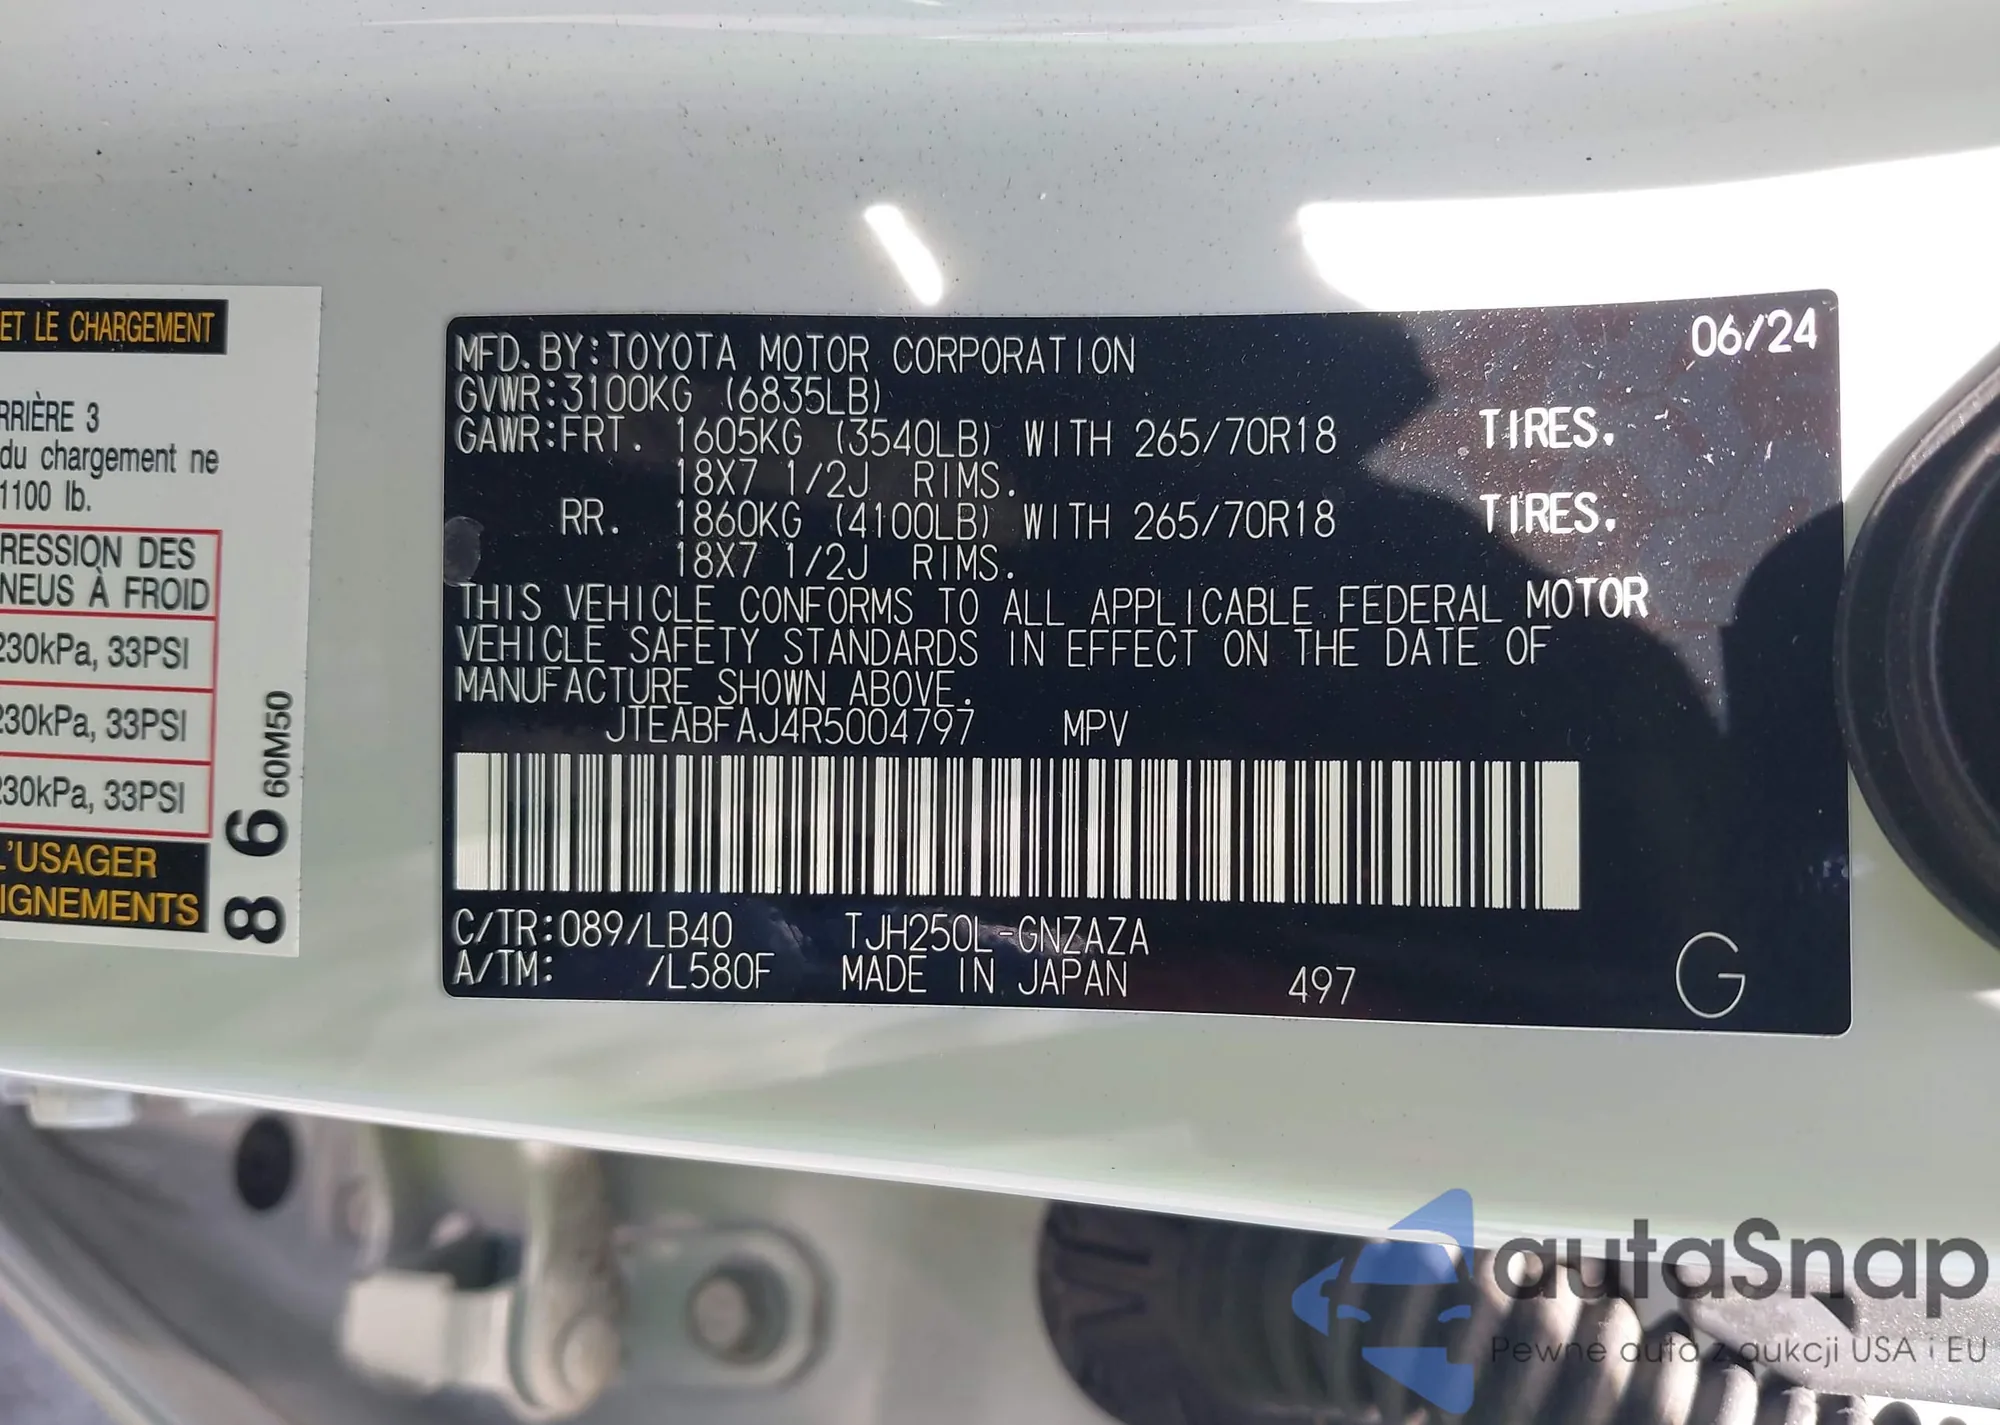 ET LE CHARGEMENT
RRIÈRE 3
du chargement ne
1100 lb.
RESSION DES
NEUS À FROID
230kPa, 33PSI
230kPa, 33PSI
230kPa, 33PSI
L'USAGER
IGNEMENTS
8 6 60M50
MFD.BY:TOYOTA MOTOR CORPORATION 06/24
GVWR:3100KG (6835LB)
GAWR:FRT. 1605KG (3540LB) WITH 265/70R18 TIRES.
18X7 1/2J RIMS.
RR. 1860KG (4100LB) WITH 265/70R18 TIRES.
18X7 1/2J RIMS.
THIS VEHICLE CONFORMS TO ALL APPLICABLE FEDERAL MOTOR
VEHICLE SAFETY STANDARDS IN EFFECT ON THE DATE OF
MANUFACTURE SHOWN ABOVE.
JTEABFAJ4R5004797 MPV
C/TR:089/LB40 TJH250L-GNZAZA
A/TM: /L580F MADE IN JAPAN 497 G
autaSnap
Pewne auta z aukcji USA i EU